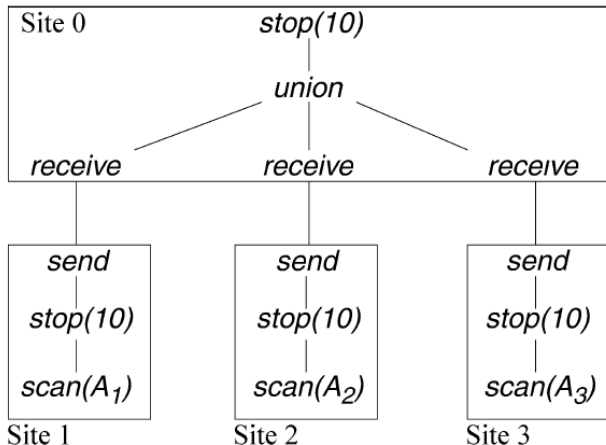 Site 0
stop(10)
union
receive receive receive
send send send
stop(10) stop(10) stop(10)
scan(A₁) scan(A₂) scan(A₃)
Site 1 Site 2 Site 3